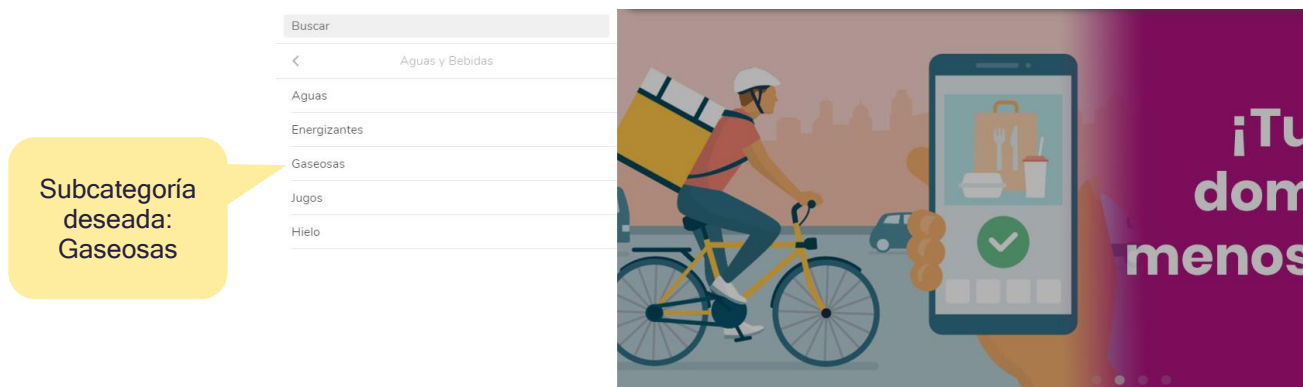 Buscar
Aguas y Bebidas
Aguas
Energizantes
Gaseosas
Jugos
Hielo
Subcategoría
deseada:
Gaseosas
¡Tu
dom
menos